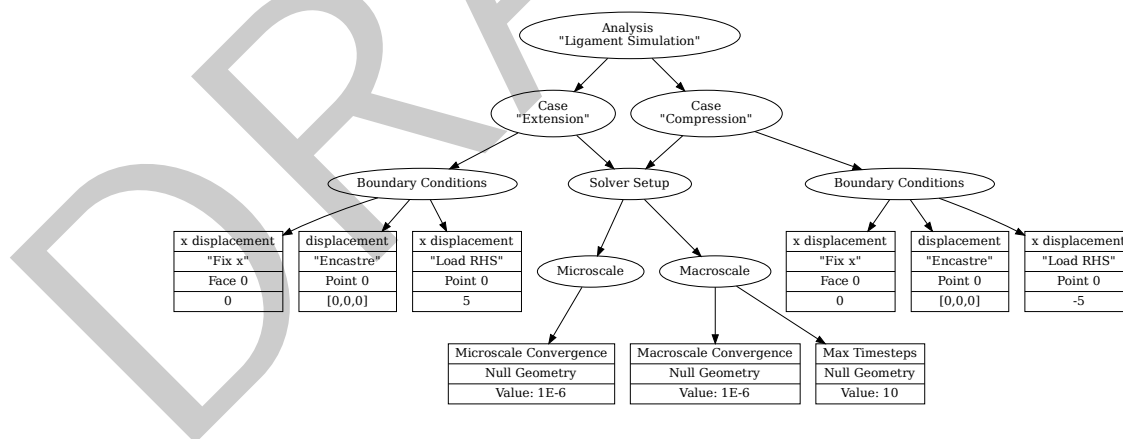 Analysis
"Ligament Simulation"
Case
"Extension"
Case
"Compression"
Boundary Conditions
Solver Setup
Boundary Conditions
x displacement
"Fix x"
Face 0
0
displacement
"Encastre"
Point 0
[0,0,0]
x displacement
"Load RHS"
Point 0
5
Microscale
Macroscale
x displacement
"Fix x"
Face 0
0
displacement
"Encastre"
Point 0
[0,0,0]
x displacement
"Load RHS"
Point 0
-5
Microscale Convergence
Null Geometry
Value: 1E-6
Macroscale Convergence
Null Geometry
Value: 1E-6
Max Timesteps
Null Geometry
Value: 10
DRA